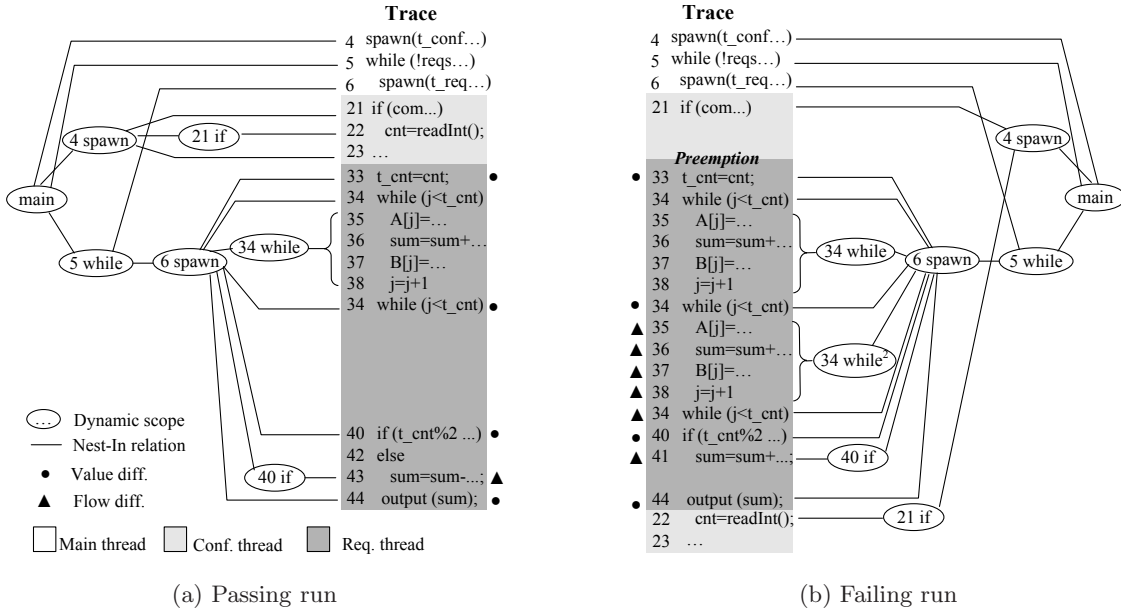 Trace
4 spawn(t_conf…)
5 while (!reqs…)
6 spawn(t_req…)
21 if (com...)
22 cnt=readInt();
23 …
33 t_cnt=cnt;
34 while (j<t_cnt)
35 A[j]=…
36 sum=sum+…
37 B[j]=…
38 j=j+1
34 while (j<t_cnt)
40 if (t_cnt%2 ...)
42 else
43 sum=sum-...;
44 output (sum);
main
4 spawn
21 if
5 while
6 spawn
34 while
40 if
… Dynamic scope
Nest-In relation
Value diff.
Flow diff.
Main thread
Conf. thread
Req. thread
(a) Passing run
Trace
4 spawn(t_conf…)
5 while (!reqs…)
6 spawn(t_req…)
21 if (com...)
Preemption
33 t_cnt=cnt;
34 while (j<t_cnt)
35 A[j]=…
36 sum=sum+…
37 B[j]=…
38 j=j+1
34 while (j<t_cnt)
35 A[j]=…
36 sum=sum+…
37 B[j]=…
38 j=j+1
34 while (j<t_cnt)
40 if (t_cnt%2 ...)
41 sum=sum+...;
44 output (sum);
22 cnt=readInt();
23 …
4 spawn
main
34 while
6 spawn
5 while
34 while²
40 if
21 if
(b) Failing run